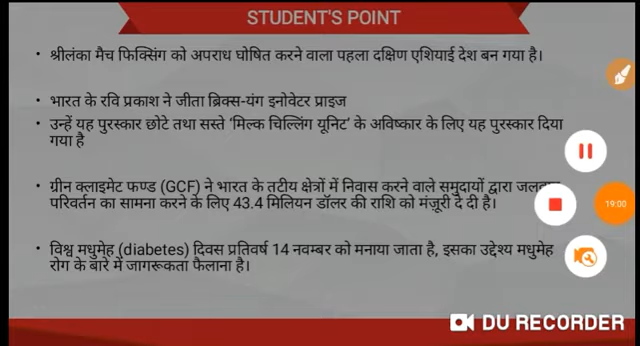 STUDENT'S POINT
• श्रीलंका मैच फिक्सिंग को अपराध घोषित करने वाला पहला दक्षिण एशियाई देश बन गया है।
• भारत के रवि प्रकाश ने जीता ब्रिक्स-यंग इनोवेटर प्राइज
• उन्हें यह पुरस्कार छोटे तथा सस्ते 'मिल्क चिल्लिंग यूनिट' के अविष्कार के लिए यह पुरस्कार दिया
गया है
• ग्रीन क्लाइमेट फण्ड (GCF) ने भारत के तटीय क्षेत्रों में निवास करने वाले समुदायों द्वारा
परिवर्तन का सामना करने के लिए 43.4 मिलियन डॉलर की राशि को मंज़ूरी दे दी है।
19:00
• विश्व मधुमेह (diabetes) दिवस प्रतिवर्ष 14 नवम्बर को मनाया जाता है, इसका उद्देश्य मधुमेह
रोग के बारे में जागरूकता फैलाना है।
DU RECORDER